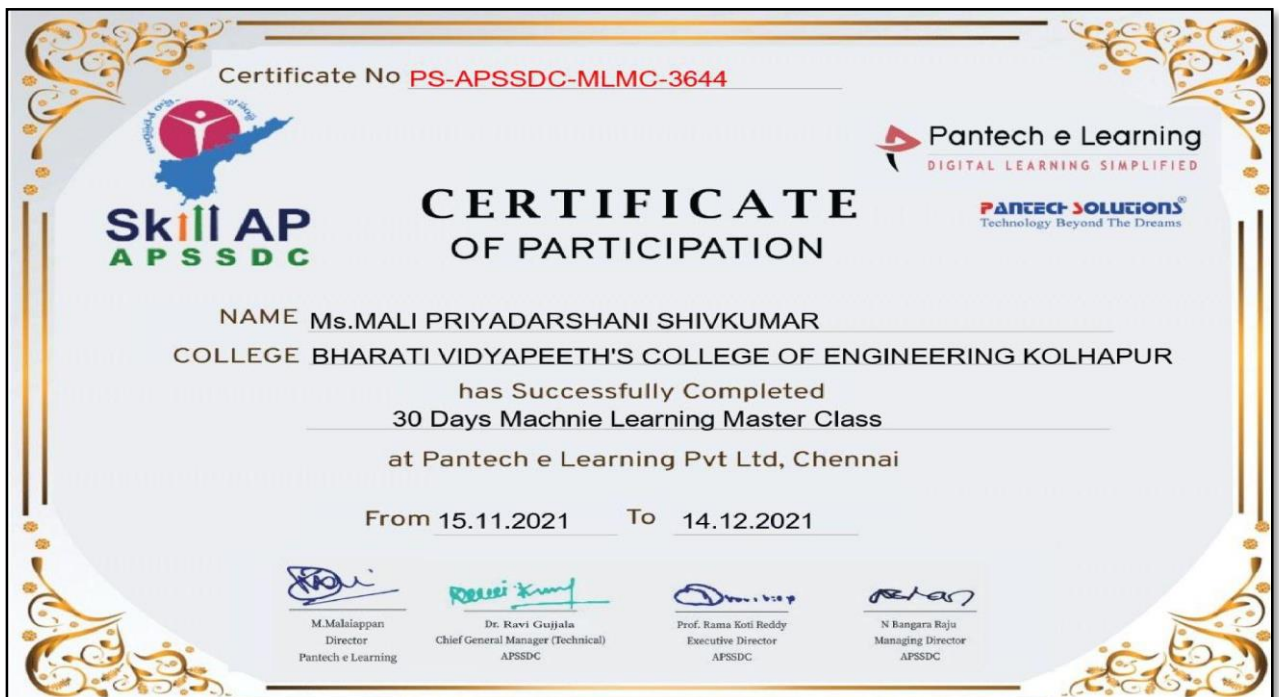 Certificate No PS-APSSDC-MLMC-3644
Skill AP
APSSDC
Pantech e Learning
DIGITAL LEARNING SIMPLIFIED
PANTECH SOLUTIONS®
Technology Beyond The Dreams
CERTIFICATE
OF PARTICIPATION
NAME Ms.MALI PRIYADARSHANI SHIVKUMAR
COLLEGE BHARATI VIDYAPEETH'S COLLEGE OF ENGINEERING KOLHAPUR
has Successfully Completed
30 Days Machnie Learning Master Class
at Pantech e Learning Pvt Ltd, Chennai
From 15.11.2021 To 14.12.2021
M.Malaiappan
Director
Pantech e Learning
Dr. Ravi Gujjala
Chief General Manager (Technical)
APSSDC
Prof. Rama Koti Reddy
Executive Director
APSSDC
N Bangara Raju
Managing Director
APSSDC